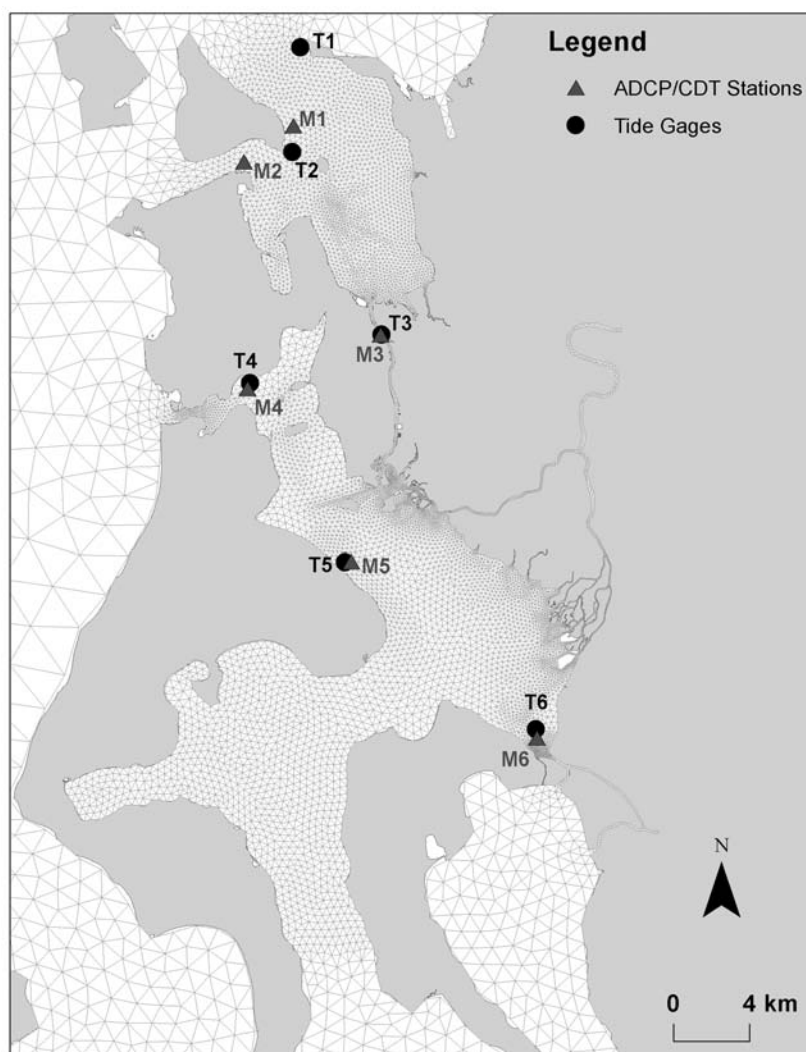 T1
Legend
ADCP/CDT Stations
M1
Tide Gages
T2
M2
T3
M3
T4
M4
T5
M5
T6
M6
N
0 4 km